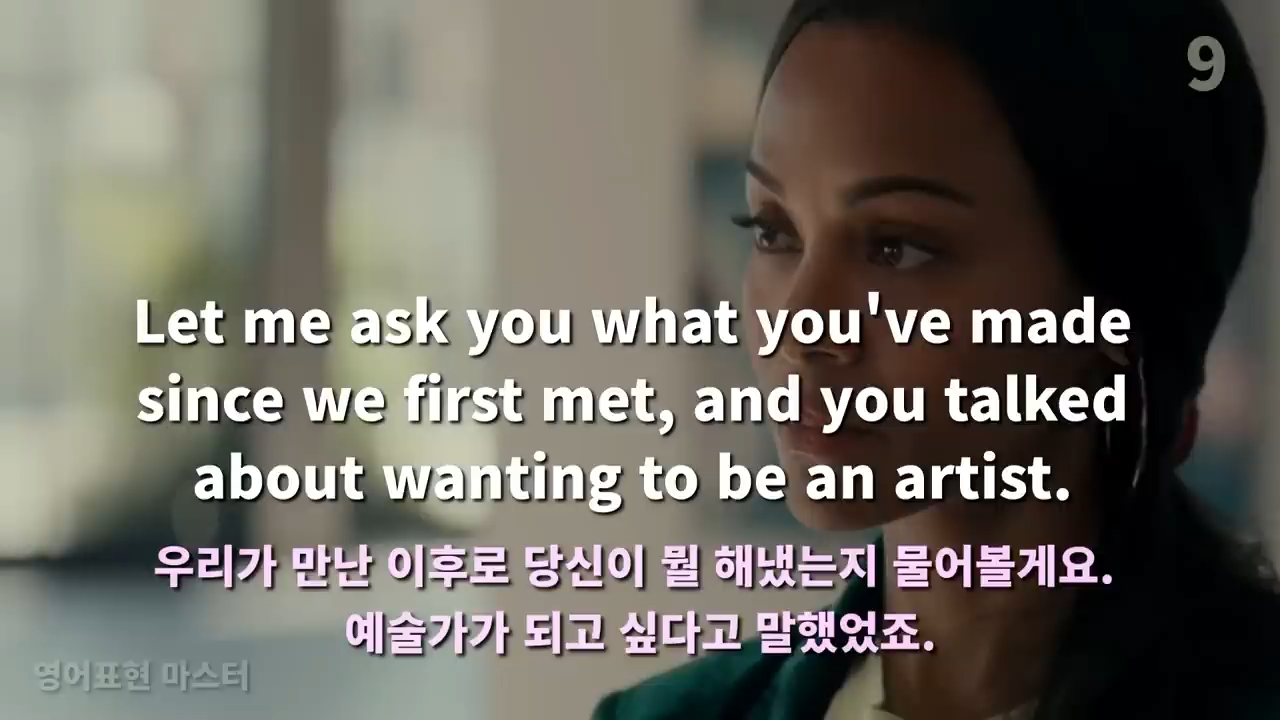 9
Let me ask you what you've made
since we first met, and you talked
about wanting to be an artist.
우리가 만난 이후로 당신이 뭘 해냈는지 물어볼게요.
예술가가 되고 싶다고 말했었죠.
영어표현 마스터